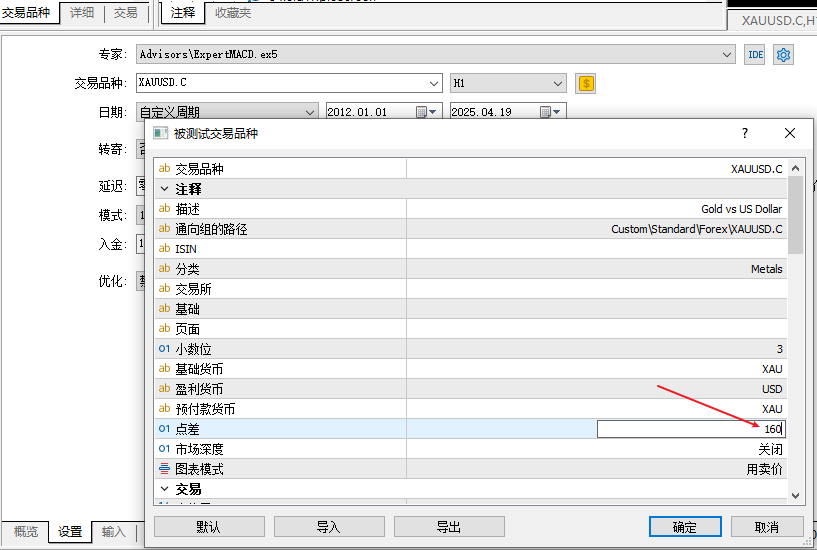 交易品种 详细 交易 注释 收藏夹
XAUUSD.C,H
专家: Advisors\ExpertMACD.ex5 IDE
交易品种: XAUUSD.C H1 $
日期: 自定义周期 2012.01.01 2025.04.19
转寄:
延迟:
模式: 1
入金: 1
优化:
被测试交易品种 ? ×
ab 交易品种 XAUUSD.C
注释
ab 描述 Gold vs US Dollar
ab 通向组的路径 Custom\Standard\Forex\XAUUSD.C
ab ISIN
ab 分类 Metals
ab 交易所
ab 基础
ab 页面
01 小数位 3
ab 基础货币 XAU
ab 盈利货币 USD
ab 预付款货币 XAU
01 点差 160
01 市场深度 关闭
图表模式 用卖价
交易
默认 导入 导出 确定 取消
概览 设置 输入